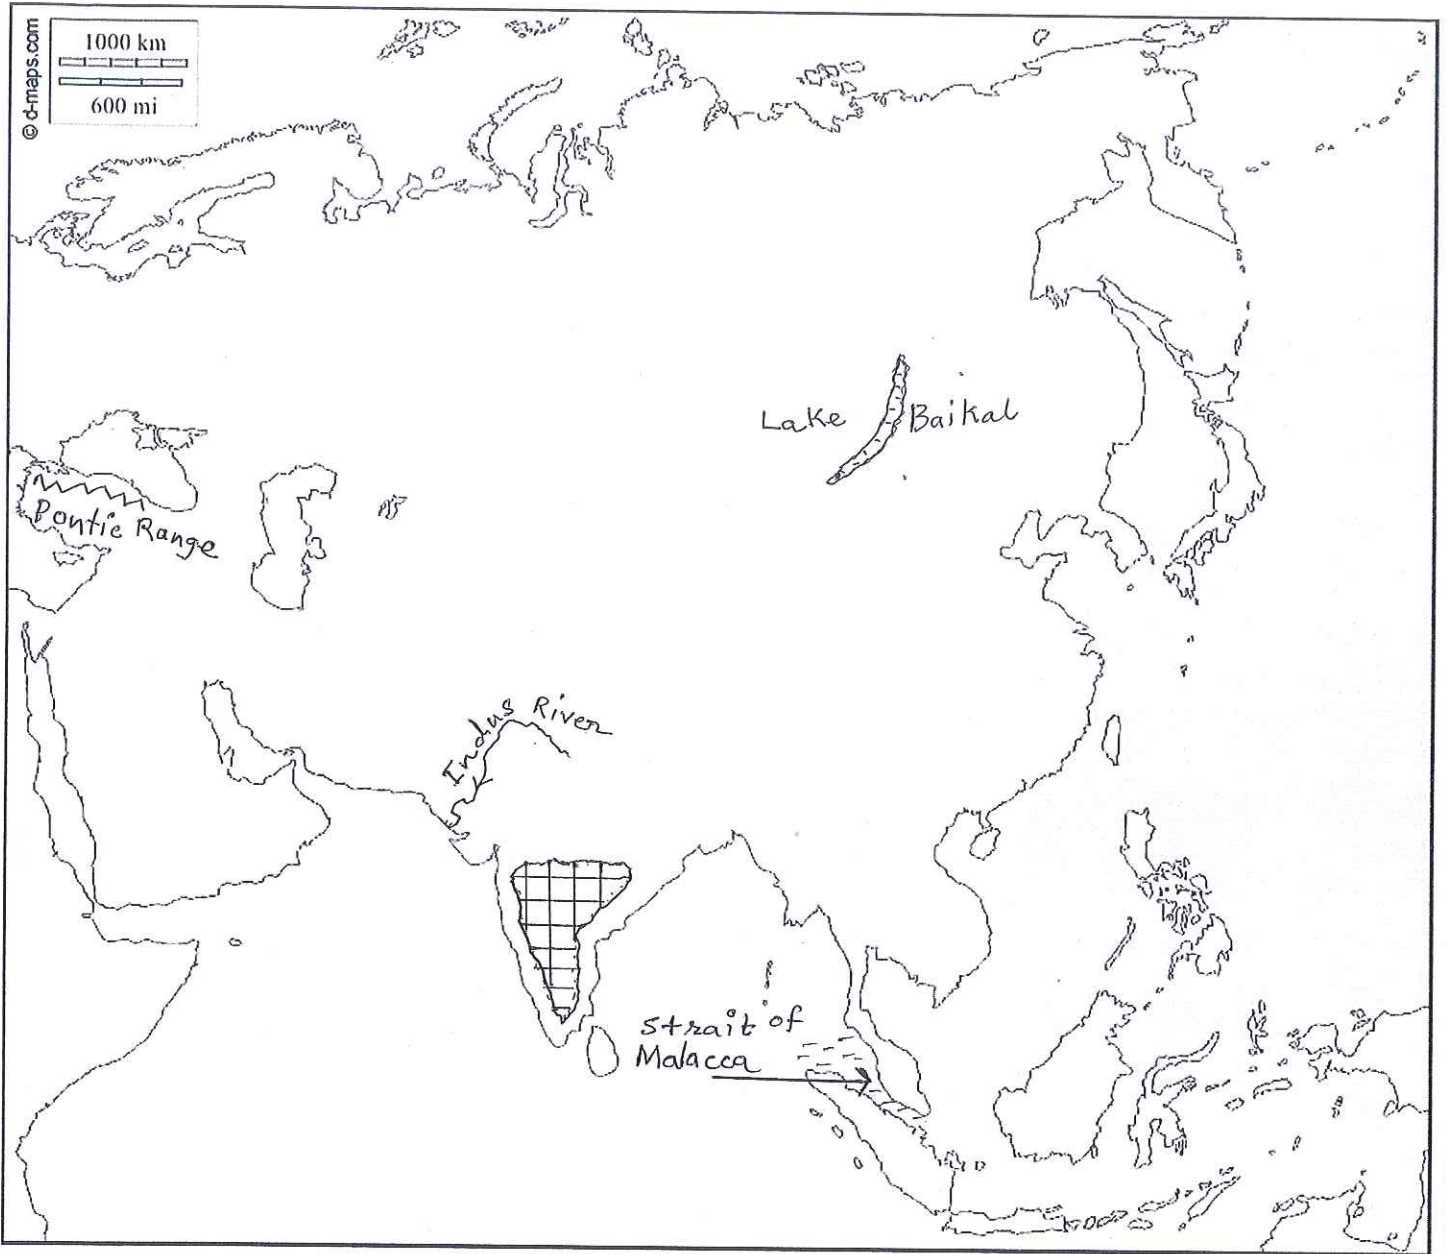 © d-maps.com
1000 km
600 mi
Lake Baikal
Pontic Range
Indus River
Strait of
Malacca